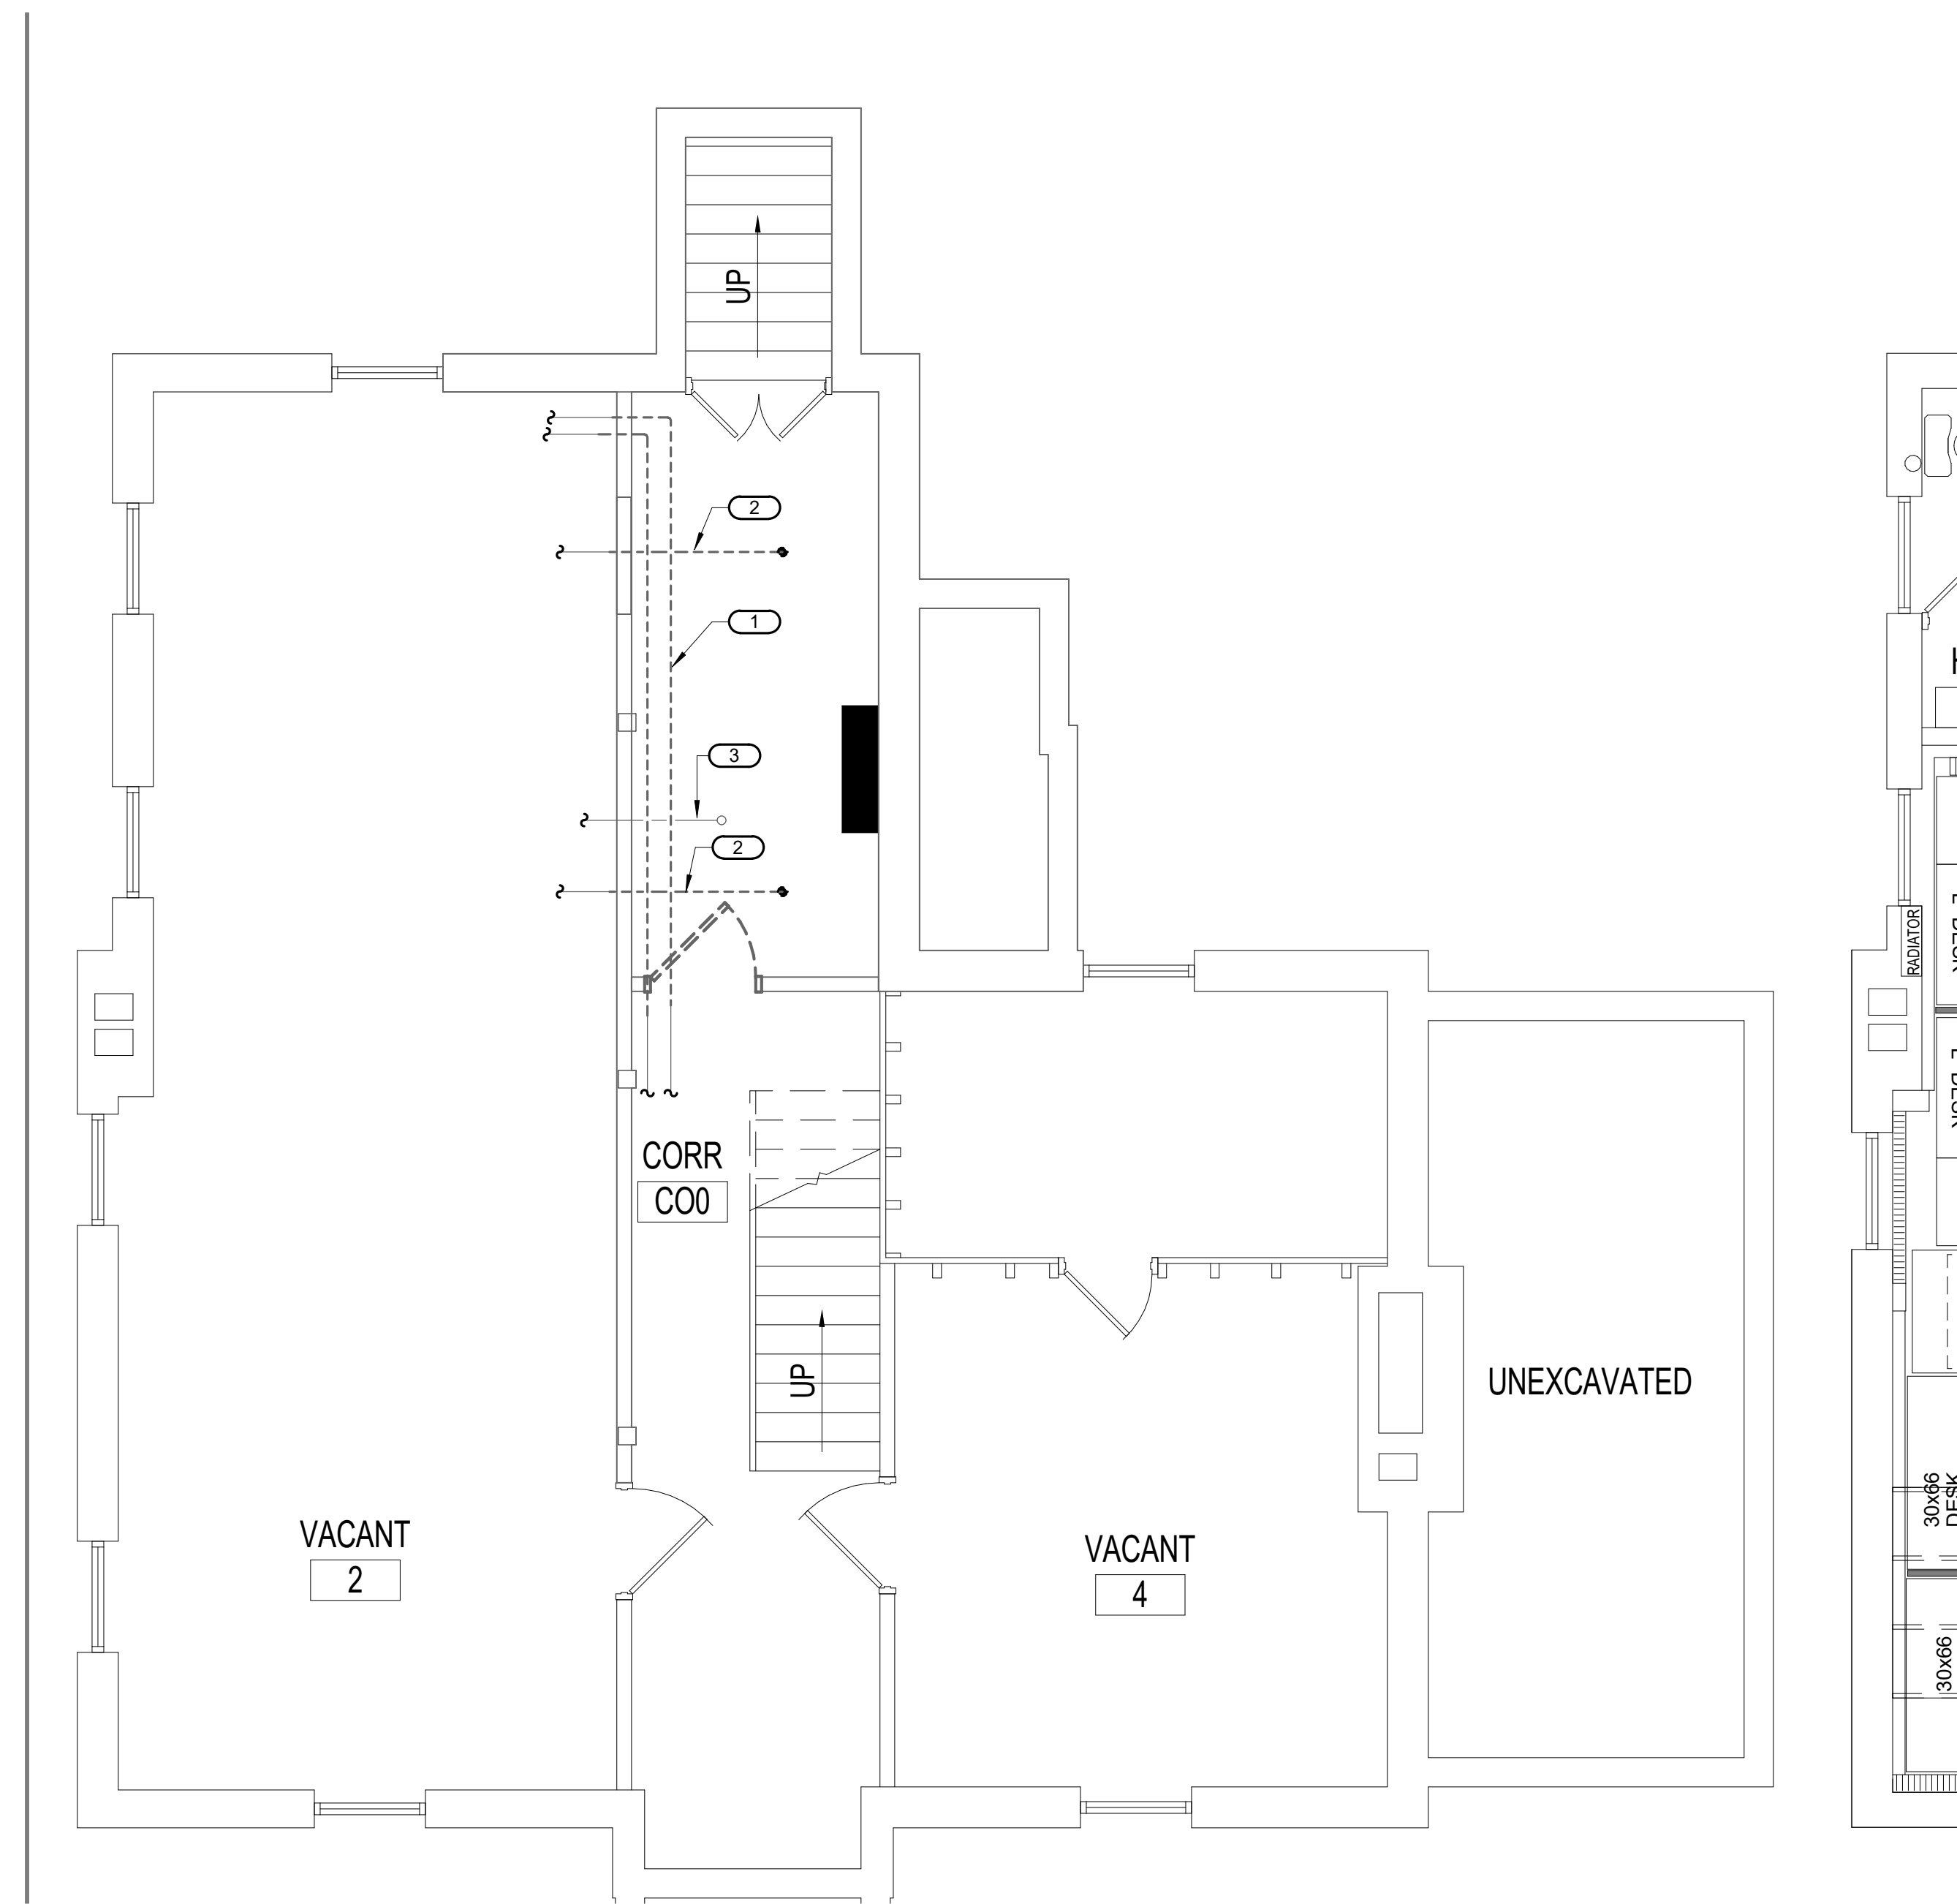 UP
2
1
3
2
RADIATOR
CORR
CO0
UP
UNEXCAVATED
VACANT
2
VACANT
4
30x66
DESK
30x66